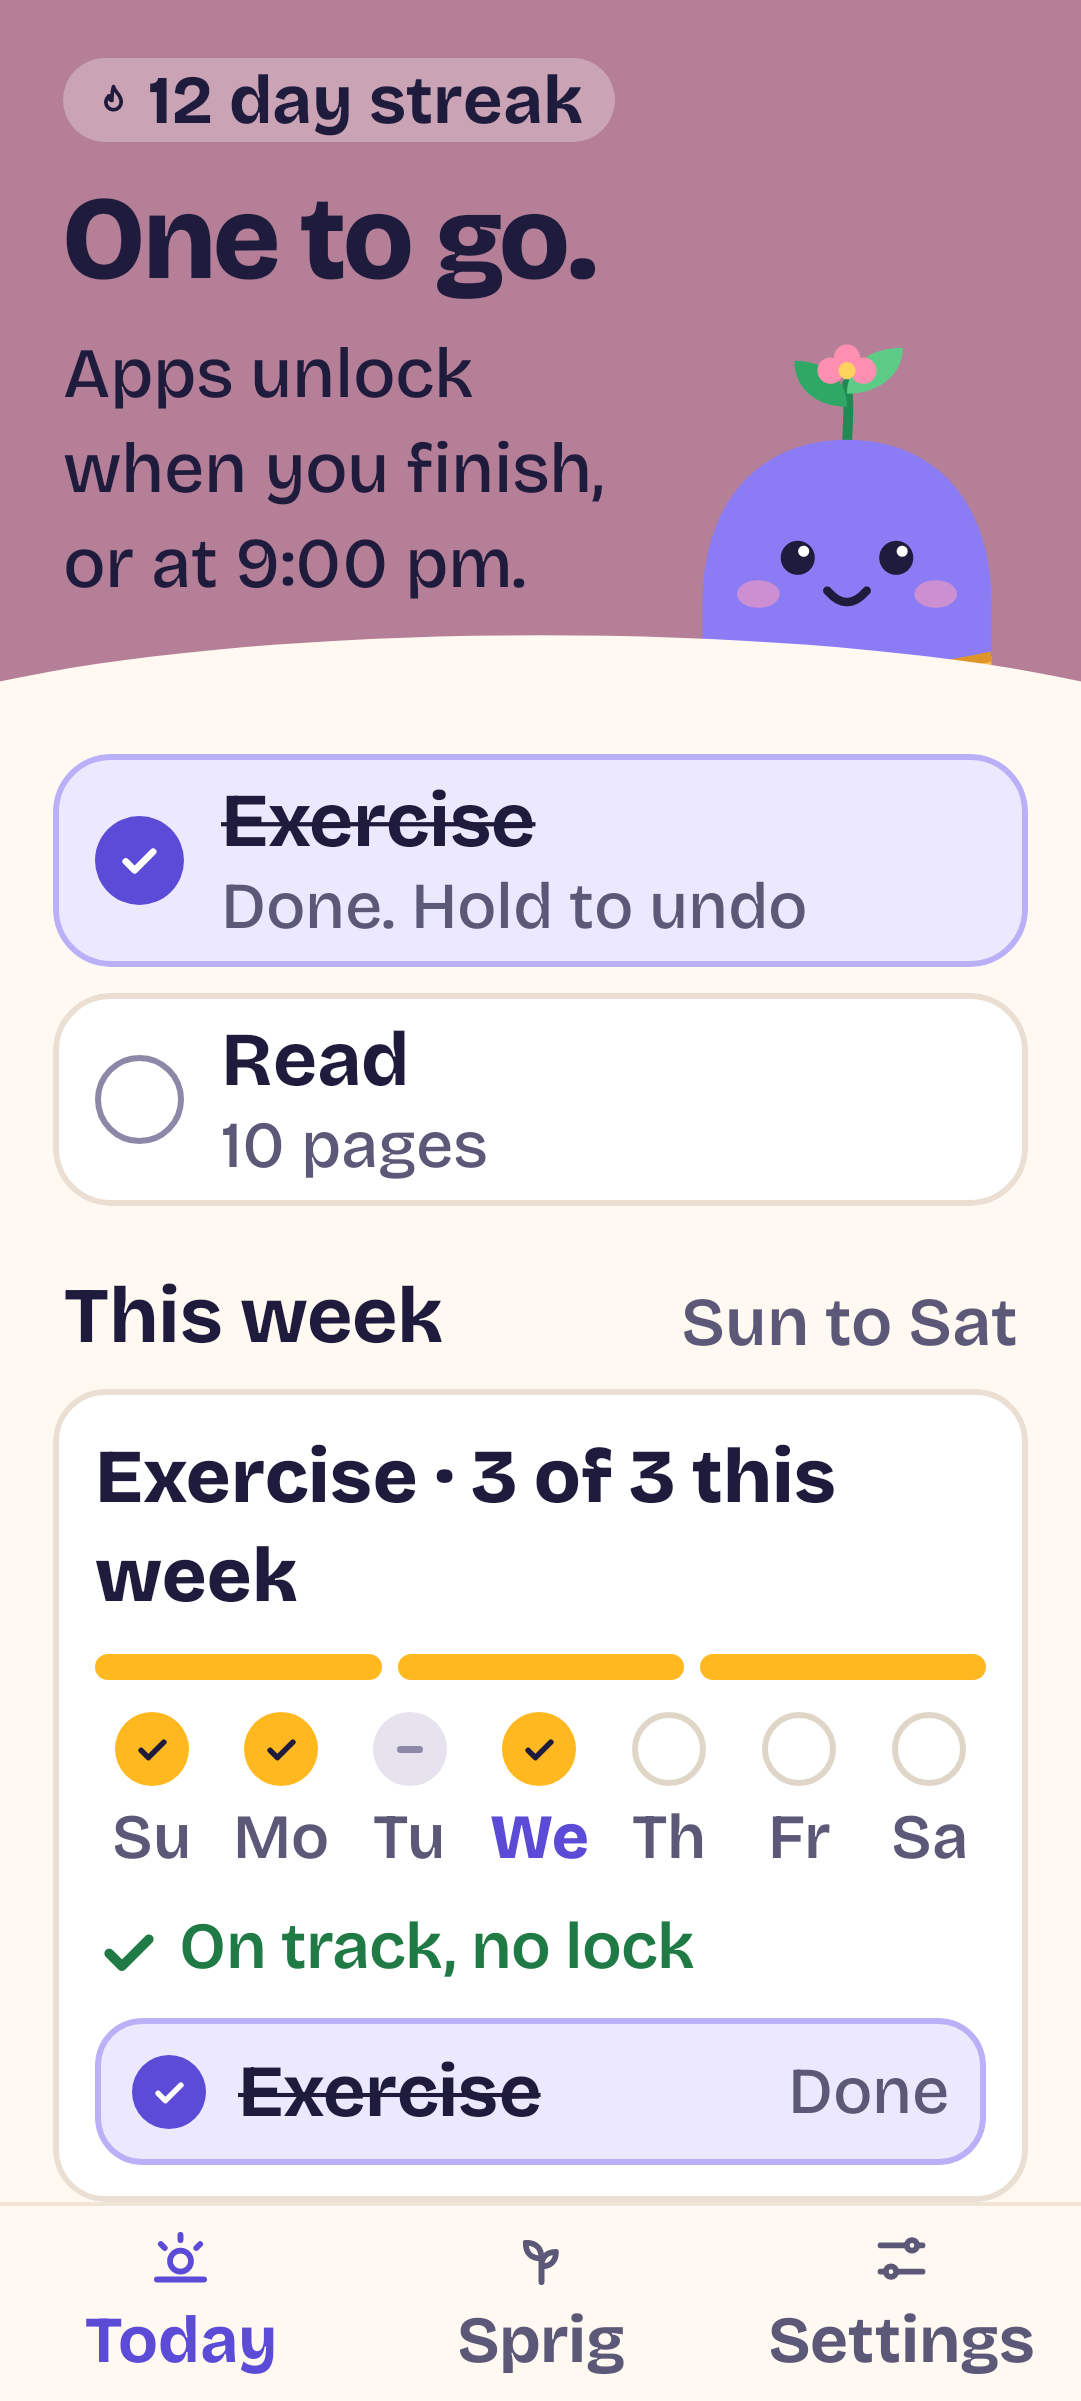 12 day streak
One to go.
Apps unlock
when you finish,
or at 9:00 pm.
Exercise
Done. Hold to undo
Read
10 pages
This week
Sun to Sat
Exercise · 3 of 3 this
week
Su Mo Tu We Th Fr Sa
On track, no lock
Exercise
Done
Today
Sprig
Settings